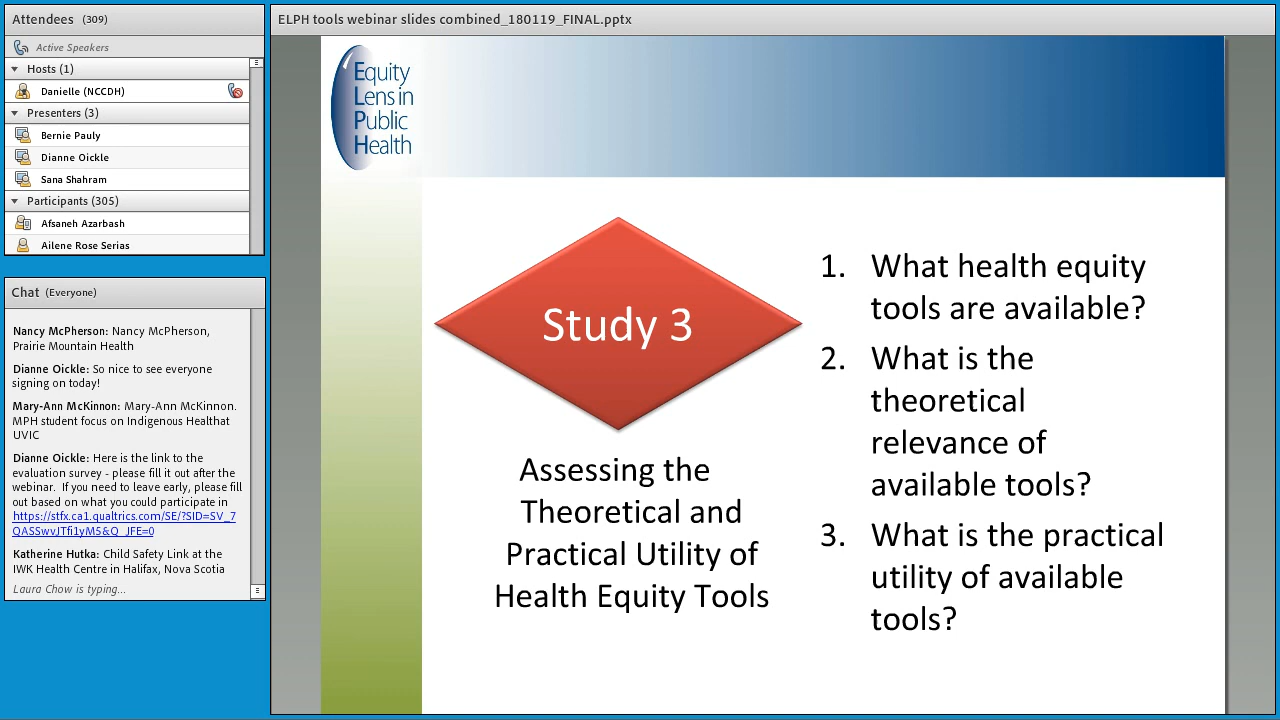 Attendees (309)
Active Speakers
Hosts (1)
Danielle (NCCDH)
Presenters (3)
Bernie Pauly
Dianne Oickle
Sana Shahram
Participants (305)
Afsaneh Azarbash
Ailene Rose Serias
Chat (Everyone)
Nancy McPherson: Nancy McPherson,
Prairie Mountain Health
Dianne Oickle: So nice to see everyone
signing on today!
Mary-Ann McKinnon: Mary-Ann McKinnon.
MPH student focus on Indigenous Healthat
UVIC
Dianne Oickle: Here is the link to the
evaluation survey - please fill it out after the
webinar.  If you need to leave early, please fill
out based on what you could participate in
https://stfx.ca1.qualtrics.com/SE/?SID=SV_7
QASSwvJTfi1yM5&Q_JFE=0
Katherine Hutka: Child Safety Link at the
IWK Health Centre in Halifax, Nova Scotia
Laura Chow is typing...
ELPH tools webinar slides combined_180119_FINAL.pptx
Equity
Lens in
Public
Health
Study 3
Assessing the
Theoretical and
Practical Utility of
Health Equity Tools
1. What health equity
tools are available?
2. What is the
theoretical
relevance of
available tools?
3. What is the practical
utility of available
tools?